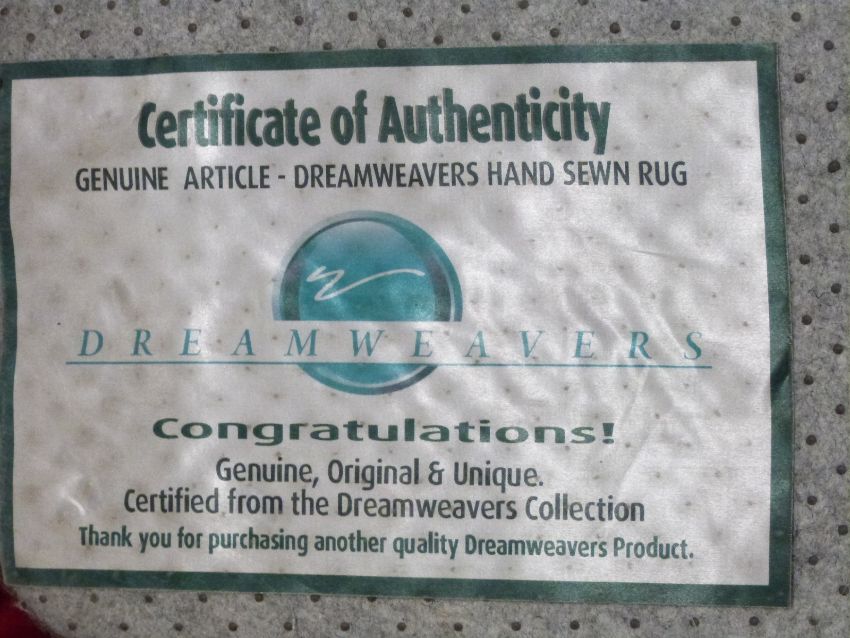 Certificate of Authenticity
GENUINE ARTICLE - DREAMWEAVERS HAND SEWN RUG
DREAMWEAVERS
Congratulations!
Genuine, Original & Unique.
Certified from the Dreamweavers Collection
Thank you for purchasing another quality Dreamweavers Product.